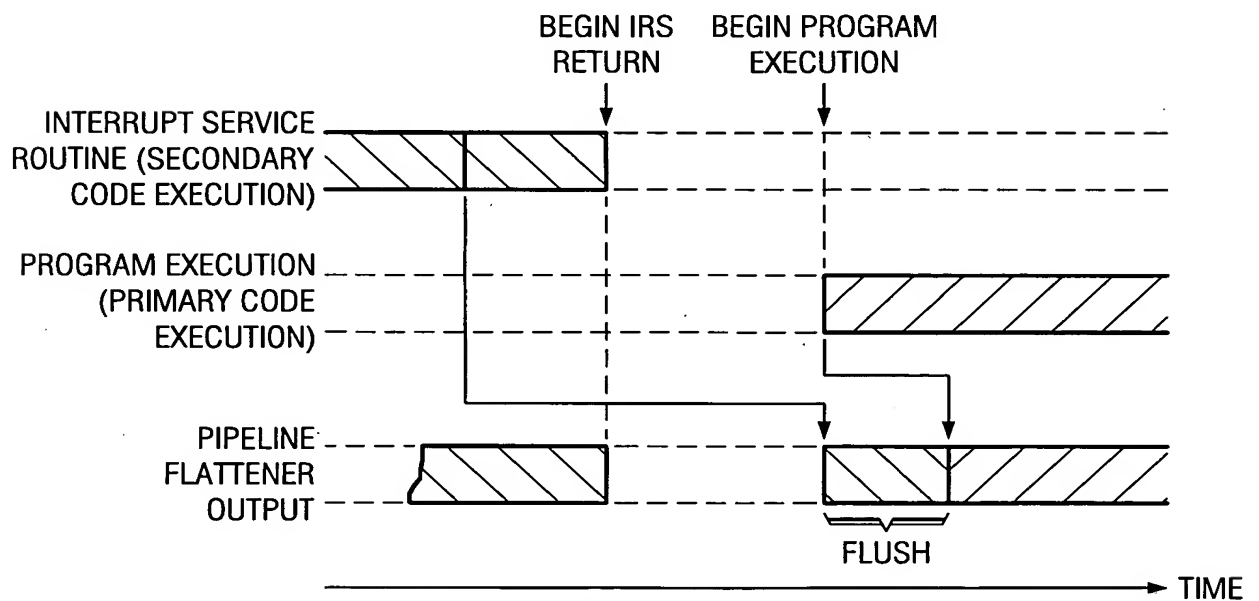 BEGIN IRS
RETURN
BEGIN PROGRAM
EXECUTION
INTERRUPT SERVICE
ROUTINE (SECONDARY
CODE EXECUTION)
PROGRAM EXECUTION
(PRIMARY CODE
EXECUTION)
PIPELINE
FLATTENER
OUTPUT
FLUSH
TIME